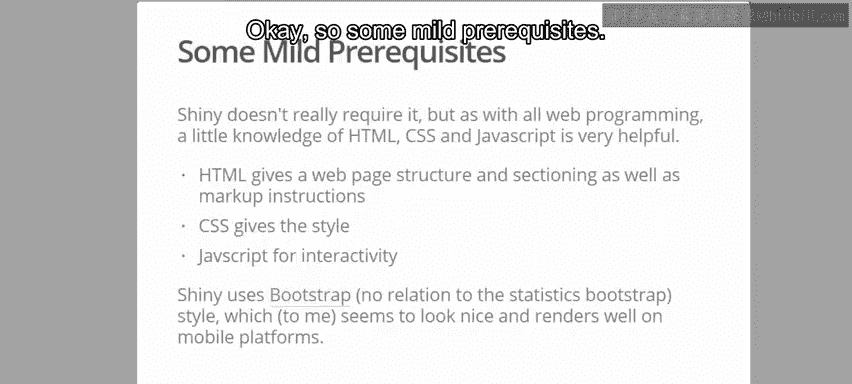 Okay, so some mild prerequisites.
Some Mild Prerequisites
Shiny doesn't really require it, but as with all web programming,
a little knowledge of HTML, CSS and Javascript is very helpful.
· HTML gives a web page structure and sectioning as well as
markup instructions
· CSS gives the style
· Javscript for interactivity
Shiny uses Bootstrap (no relation to the statistics bootstrap)
style, which (to me) seems to look nice and renders well on
mobile platforms.